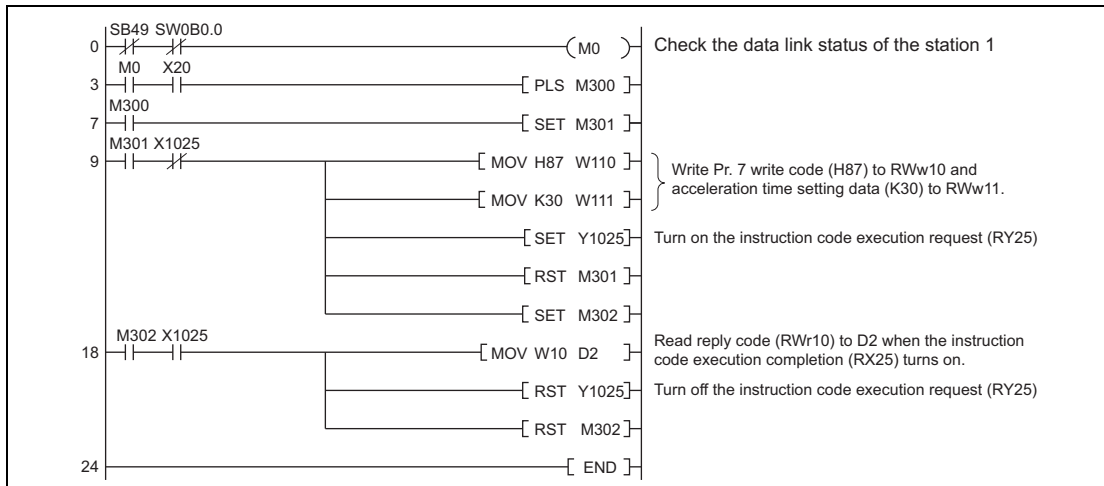 SB49 SW0B0.0
0 M0 Check the data link status of the station 1
M0 X20
3 PLS M300
M300
7 SET M301
M301 X1025
9 MOV H87 W110
Write Pr. 7 write code (H87) to RWw10 and
acceleration time setting data (K30) to RWw11.
MOV K30 W111
SET Y1025 Turn on the instruction code execution request (RY25)
RST M301
SET M302
M302 X1025
18 MOV W10 D2
Read reply code (RWr10) to D2 when the instruction
code execution completion (RX25) turns on.
RST Y1025 Turn off the instruction code execution request (RY25)
RST M302
24 END